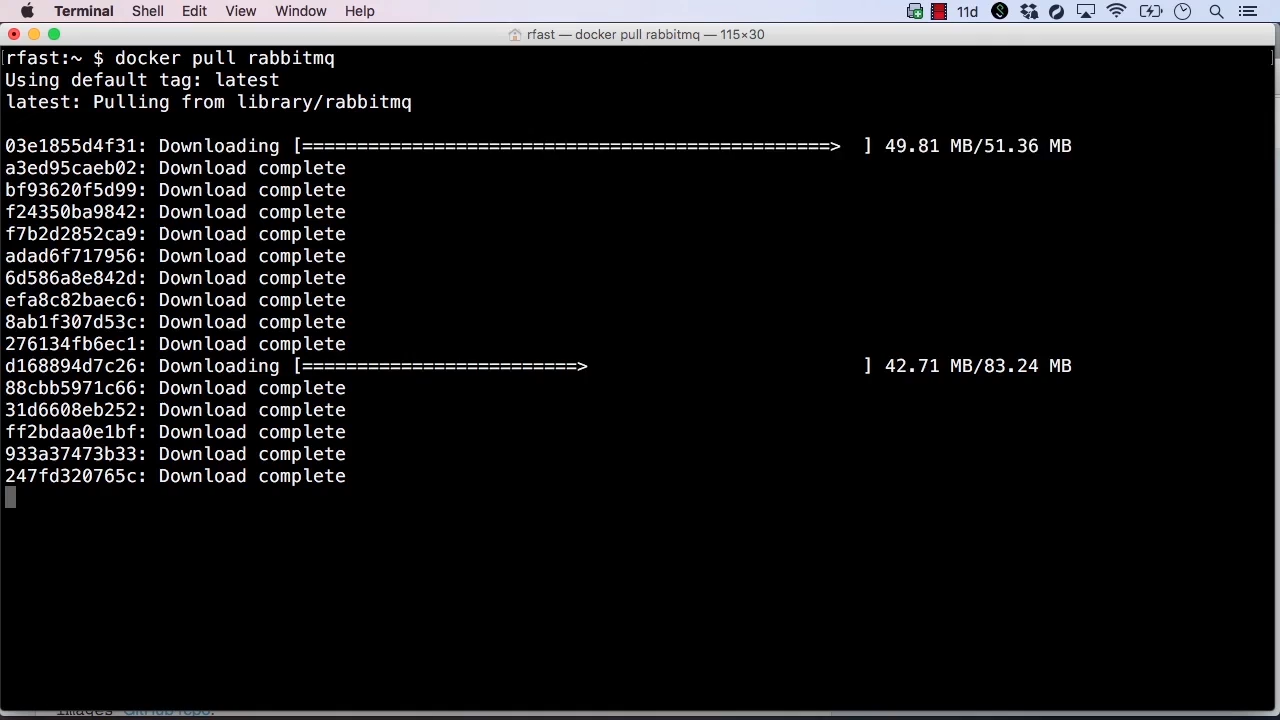 Terminal Shell Edit View Window Help 11d
rfast — docker pull rabbitmq — 115×30
rfast:~ $ docker pull rabbitmq
Using default tag: latest
latest: Pulling from library/rabbitmq
03e1855d4f31: Downloading [================================================>  ] 49.81 MB/51.36 MB
a3ed95caeb02: Download complete
bf93620f5d99: Download complete
f24350ba9842: Download complete
f7b2d2852ca9: Download complete
adad6f717956: Download complete
6d586a8e842d: Download complete
efa8c82baec6: Download complete
8ab1f307d53c: Download complete
276134fb6ec1: Download complete
d168894d7c26: Downloading [=========================>                         ] 42.71 MB/83.24 MB
88cbb5971c66: Download complete
31d6608eb252: Download complete
ff2bdaa0e1bf: Download complete
933a37473b33: Download complete
247fd320765c: Download complete
images GitHub repo.